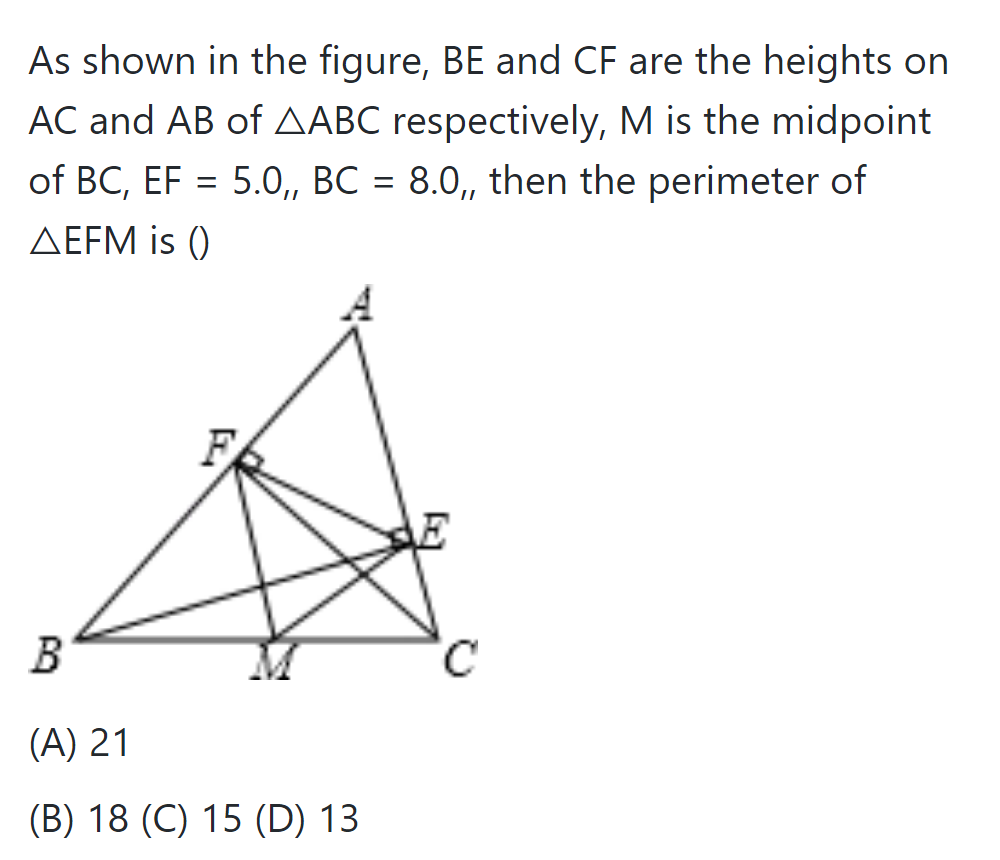 As shown in the figure, BE and CF are the heights on
AC and AB of △ABC respectively, M is the midpoint
of BC, EF = 5.0,, BC = 8.0,, then the perimeter of
△EFM is ()
A
F
E
B
M
C
(A) 21
(B) 18 (C) 15 (D) 13